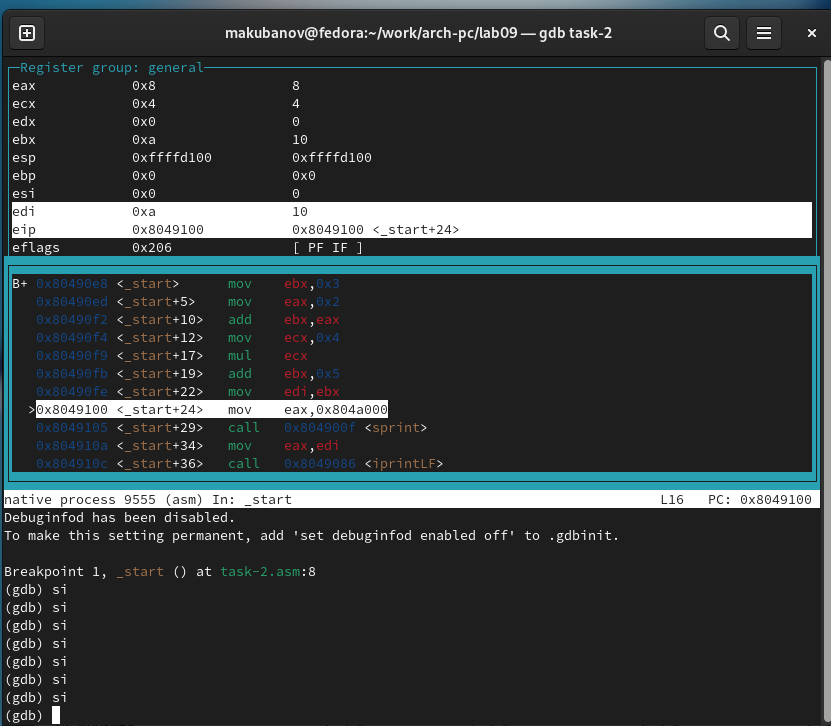 makubanov@fedora:~/work/arch-pc/lab09 — gdb task-2
Register group: general
eax 0x8 8
ecx 0x4 4
edx 0x0 0
ebx 0xa 10
esp 0xffffd100 0xffffd100
ebp 0x0 0x0
esi 0x0 0
edi 0xa 10
eip 0x8049100 0x8049100 <_start+24>
eflags 0x206 [ PF IF ]
B+ 0x80490e8 <_start> mov ebx,0x3
0x80490ed <_start+5> mov eax,0x2
0x80490f2 <_start+10> add ebx,eax
0x80490f4 <_start+12> mov ecx,0x4
0x80490f9 <_start+17> mul ecx
0x80490fb <_start+19> add ebx,0x5
0x80490fe <_start+22> mov edi,ebx
>0x8049100 <_start+24> mov eax,0x804a000
0x8049105 <_start+29> call 0x804900f <sprint>
0x804910a <_start+34> mov eax,edi
0x804910c <_start+36> call 0x8049086 <iprintLF>
native process 9555 (asm) In: _start L16 PC: 0x8049100
Debuginfod has been disabled.
To make this setting permanent, add 'set debuginfod enabled off' to .gdbinit.
Breakpoint 1, _start () at task-2.asm:8
(gdb) si
(gdb) si
(gdb) si
(gdb) si
(gdb) si
(gdb) si
(gdb) si
(gdb)